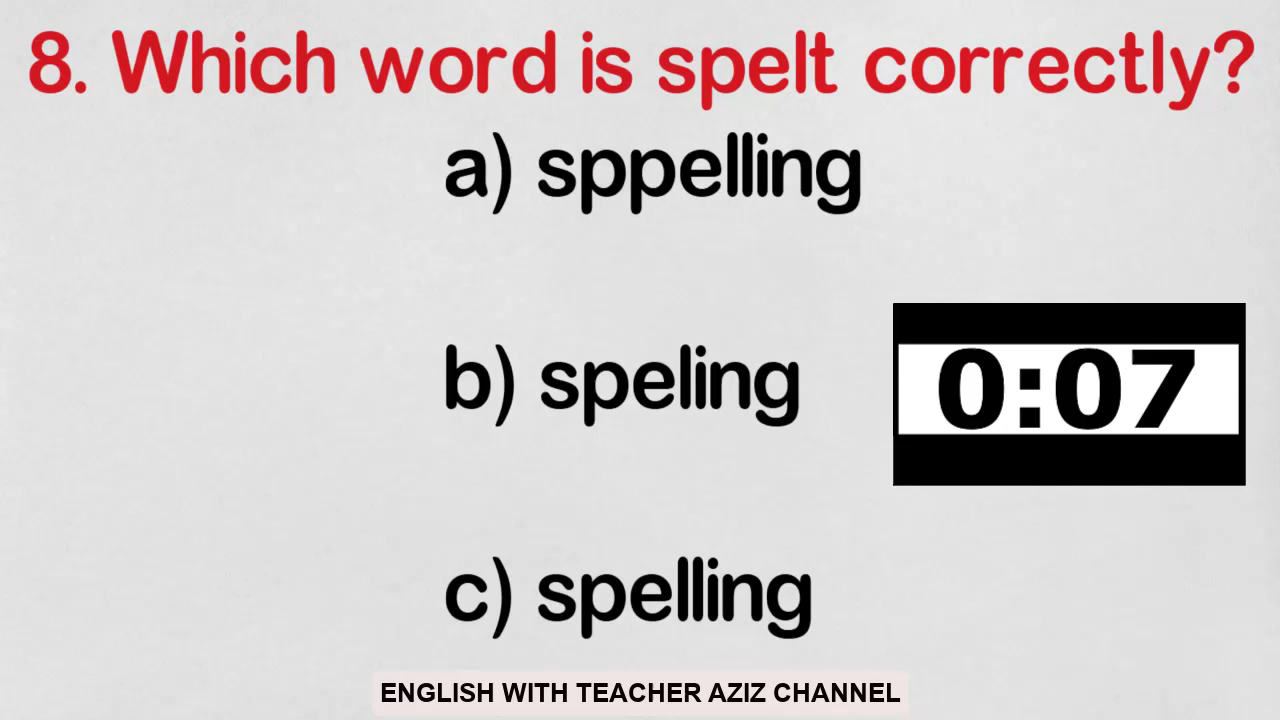 8. Which word is spelt correctly?
a) sppelling
b) speling
0:07
c) spelling
ENGLISH WITH TEACHER AZIZ CHANNEL